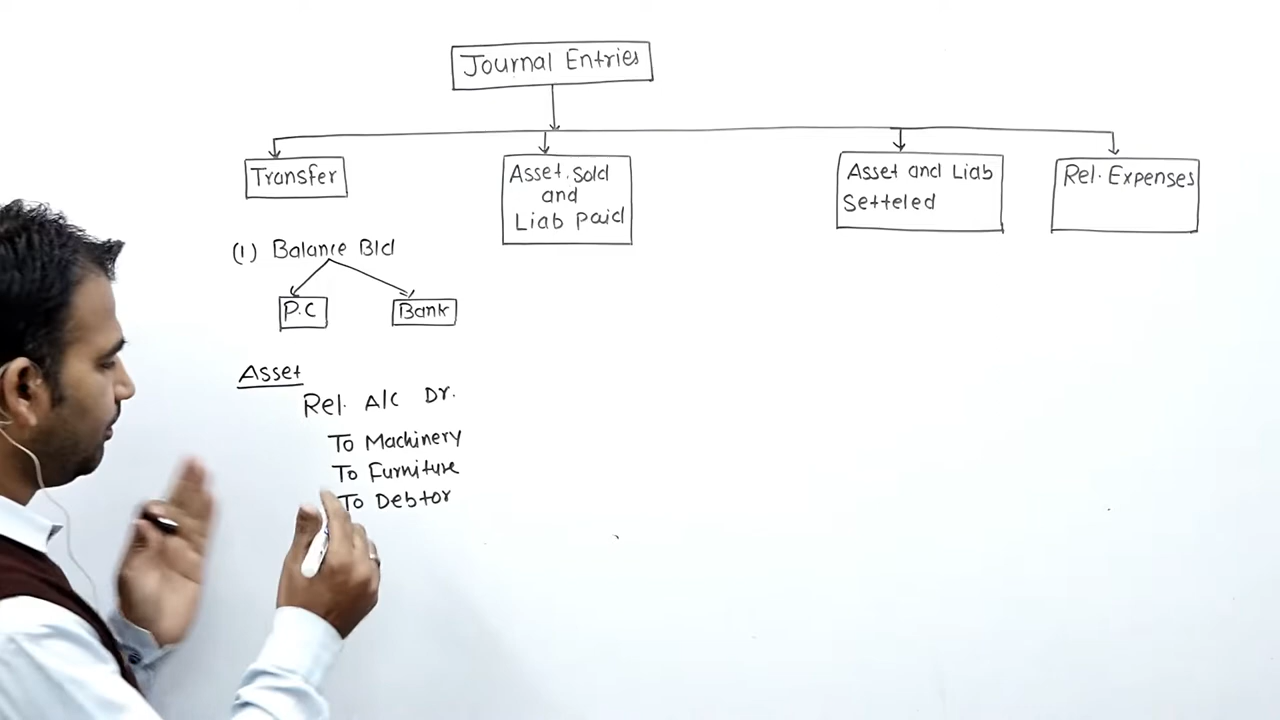 Journal Entries
Transfer
Asset Sold
and
Liab Paid
Asset and Liab
Setteled
Rel. Expenses
(1) Balance Bld
P.C
Bank
Asset
Rel. A/C Dr.
To Machinery
To Furniture
To Debtor